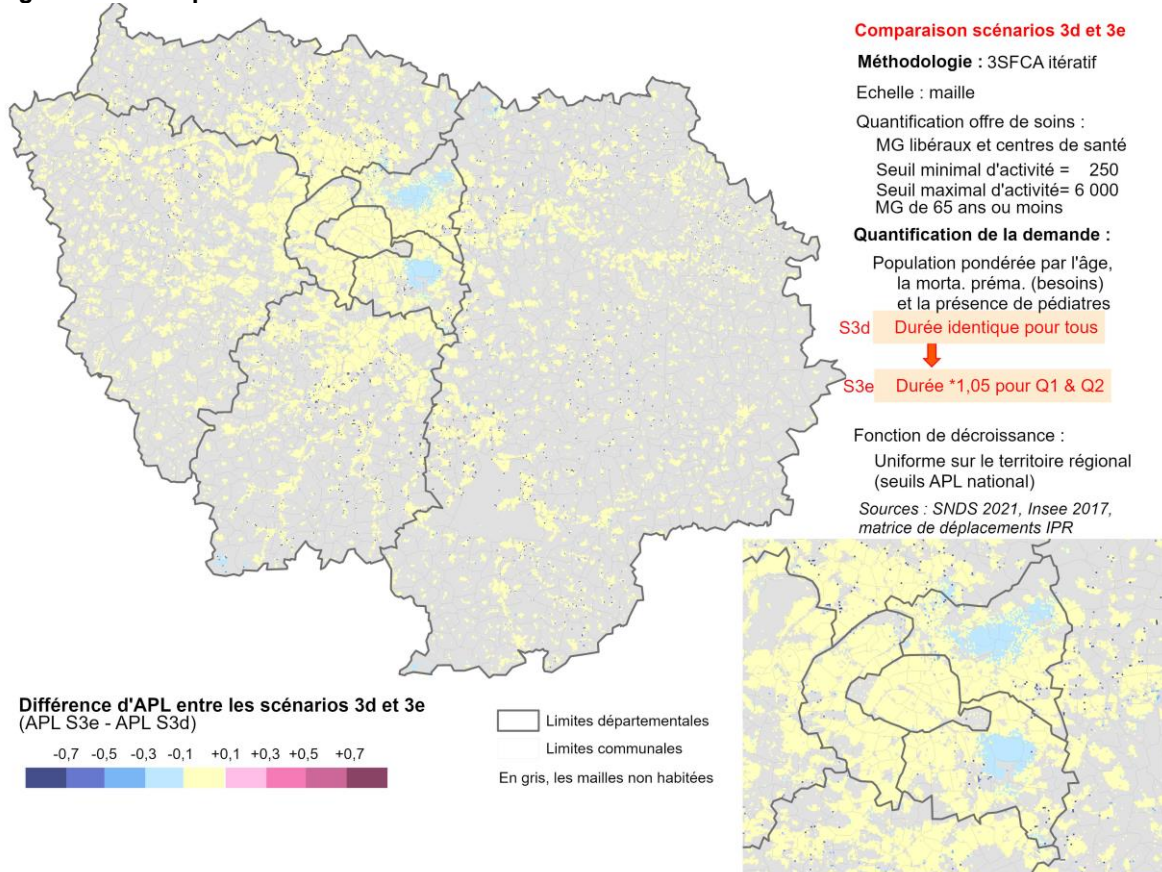 Comparaison scénarios 3d et 3e
Méthodologie : 3SFCA itératif
Echelle : maille
Quantification offre de soins :
MG libéraux et centres de santé
Seuil minimal d'activité = 250
Seuil maximal d'activité= 6 000
MG de 65 ans ou moins
Quantification de la demande :
Population pondérée par l'âge,
la morta. préma. (besoins)
et la présence de pédiatres
S3d Durée identique pour tous
S3e Durée *1,05 pour Q1 & Q2
Fonction de décroissance :
Uniforme sur le territoire régional
(seuils APL national)
Sources : SNDS 2021, Insee 2017,
matrice de déplacements IPR
Différence d'APL entre les scénarios 3d et 3e
(APL S3e - APL S3d)
-0,7 -0,5 -0,3 -0,1 +0,1 +0,3 +0,5 +0,7
Limites départementales
Limites communales
En gris, les mailles non habitées